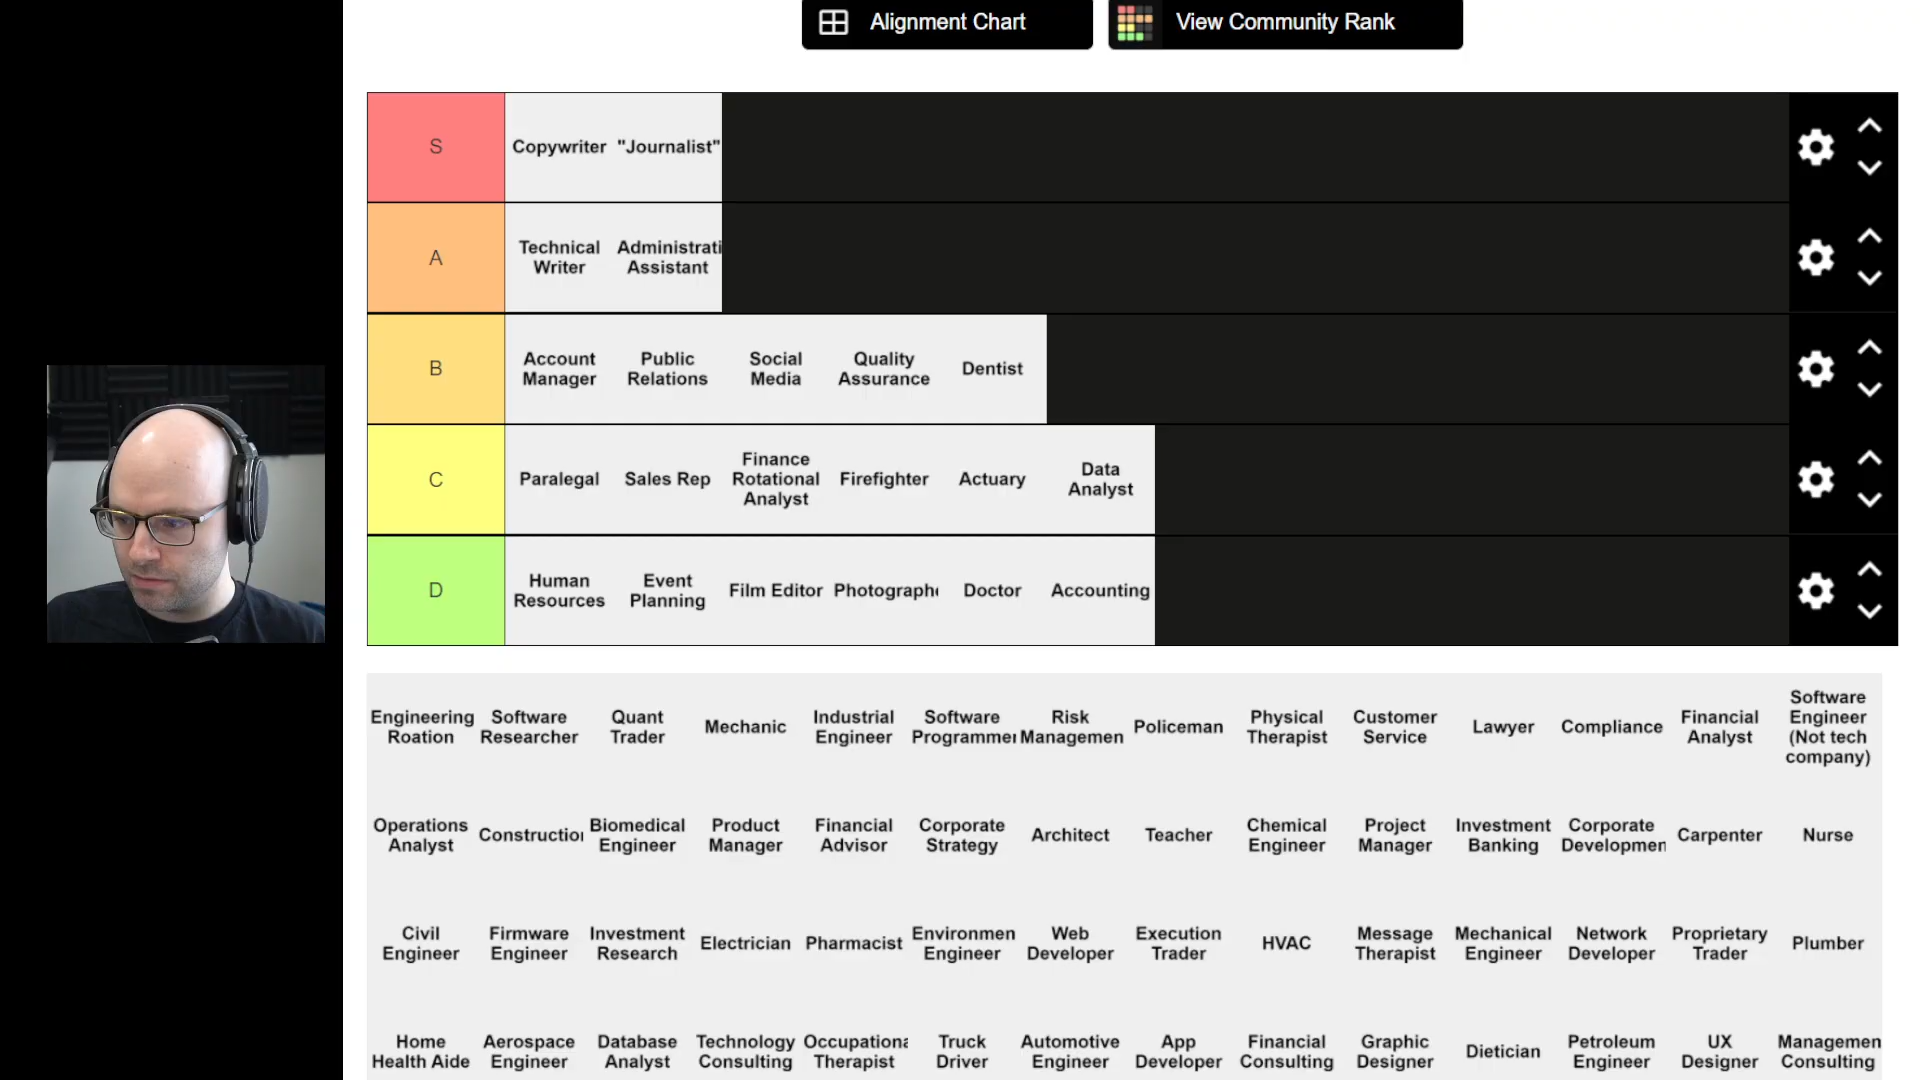 Alignment Chart
View Community Rank
S
Copywriter
"Journalist"
A
Technical
Writer
Administrati
Assistant
B
Account
Manager
Public
Relations
Social
Media
Quality
Assurance
Dentist
C
Paralegal
Sales Rep
Finance
Rotational
Analyst
Firefighter
Actuary
Data
Analyst
D
Human
Resources
Event
Planning
Film Editor
Photographe
Doctor
Accounting
Engineering
Roation
Software
Researcher
Quant
Trader
Mechanic
Industrial
Engineer
Software
Programmer
Risk
Managemen
Policeman
Physical
Therapist
Customer
Service
Lawyer
Compliance
Financial
Analyst
Software
Engineer
(Not tech
company)
Operations
Analyst
Constructio
Biomedical
Engineer
Product
Manager
Financial
Advisor
Corporate
Strategy
Architect
Teacher
Chemical
Engineer
Project
Manager
Investment
Banking
Corporate
Developmen
Carpenter
Nurse
Civil
Engineer
Firmware
Engineer
Investment
Research
Electrician
Pharmacist
Environmen
Engineer
Web
Developer
Execution
Trader
HVAC
Message
Therapist
Mechanical
Engineer
Network
Developer
Proprietary
Trader
Plumber
Home
Health Aide
Aerospace
Engineer
Database
Analyst
Technology
Consulting
Occupationa
Therapist
Truck
Driver
Automotive
Engineer
App
Developer
Financial
Consulting
Graphic
Designer
Dietician
Petroleum
Engineer
UX
Designer
Managemen
Consulting